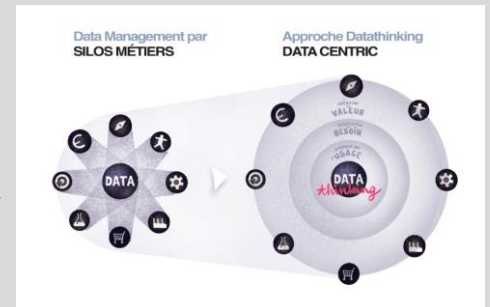 Data Management par
SILOS MÉTIERS
Approche Datathinking
DATA CENTRIC
DATA
VALEUR
BESOIN
USAGE
DATA
thinking